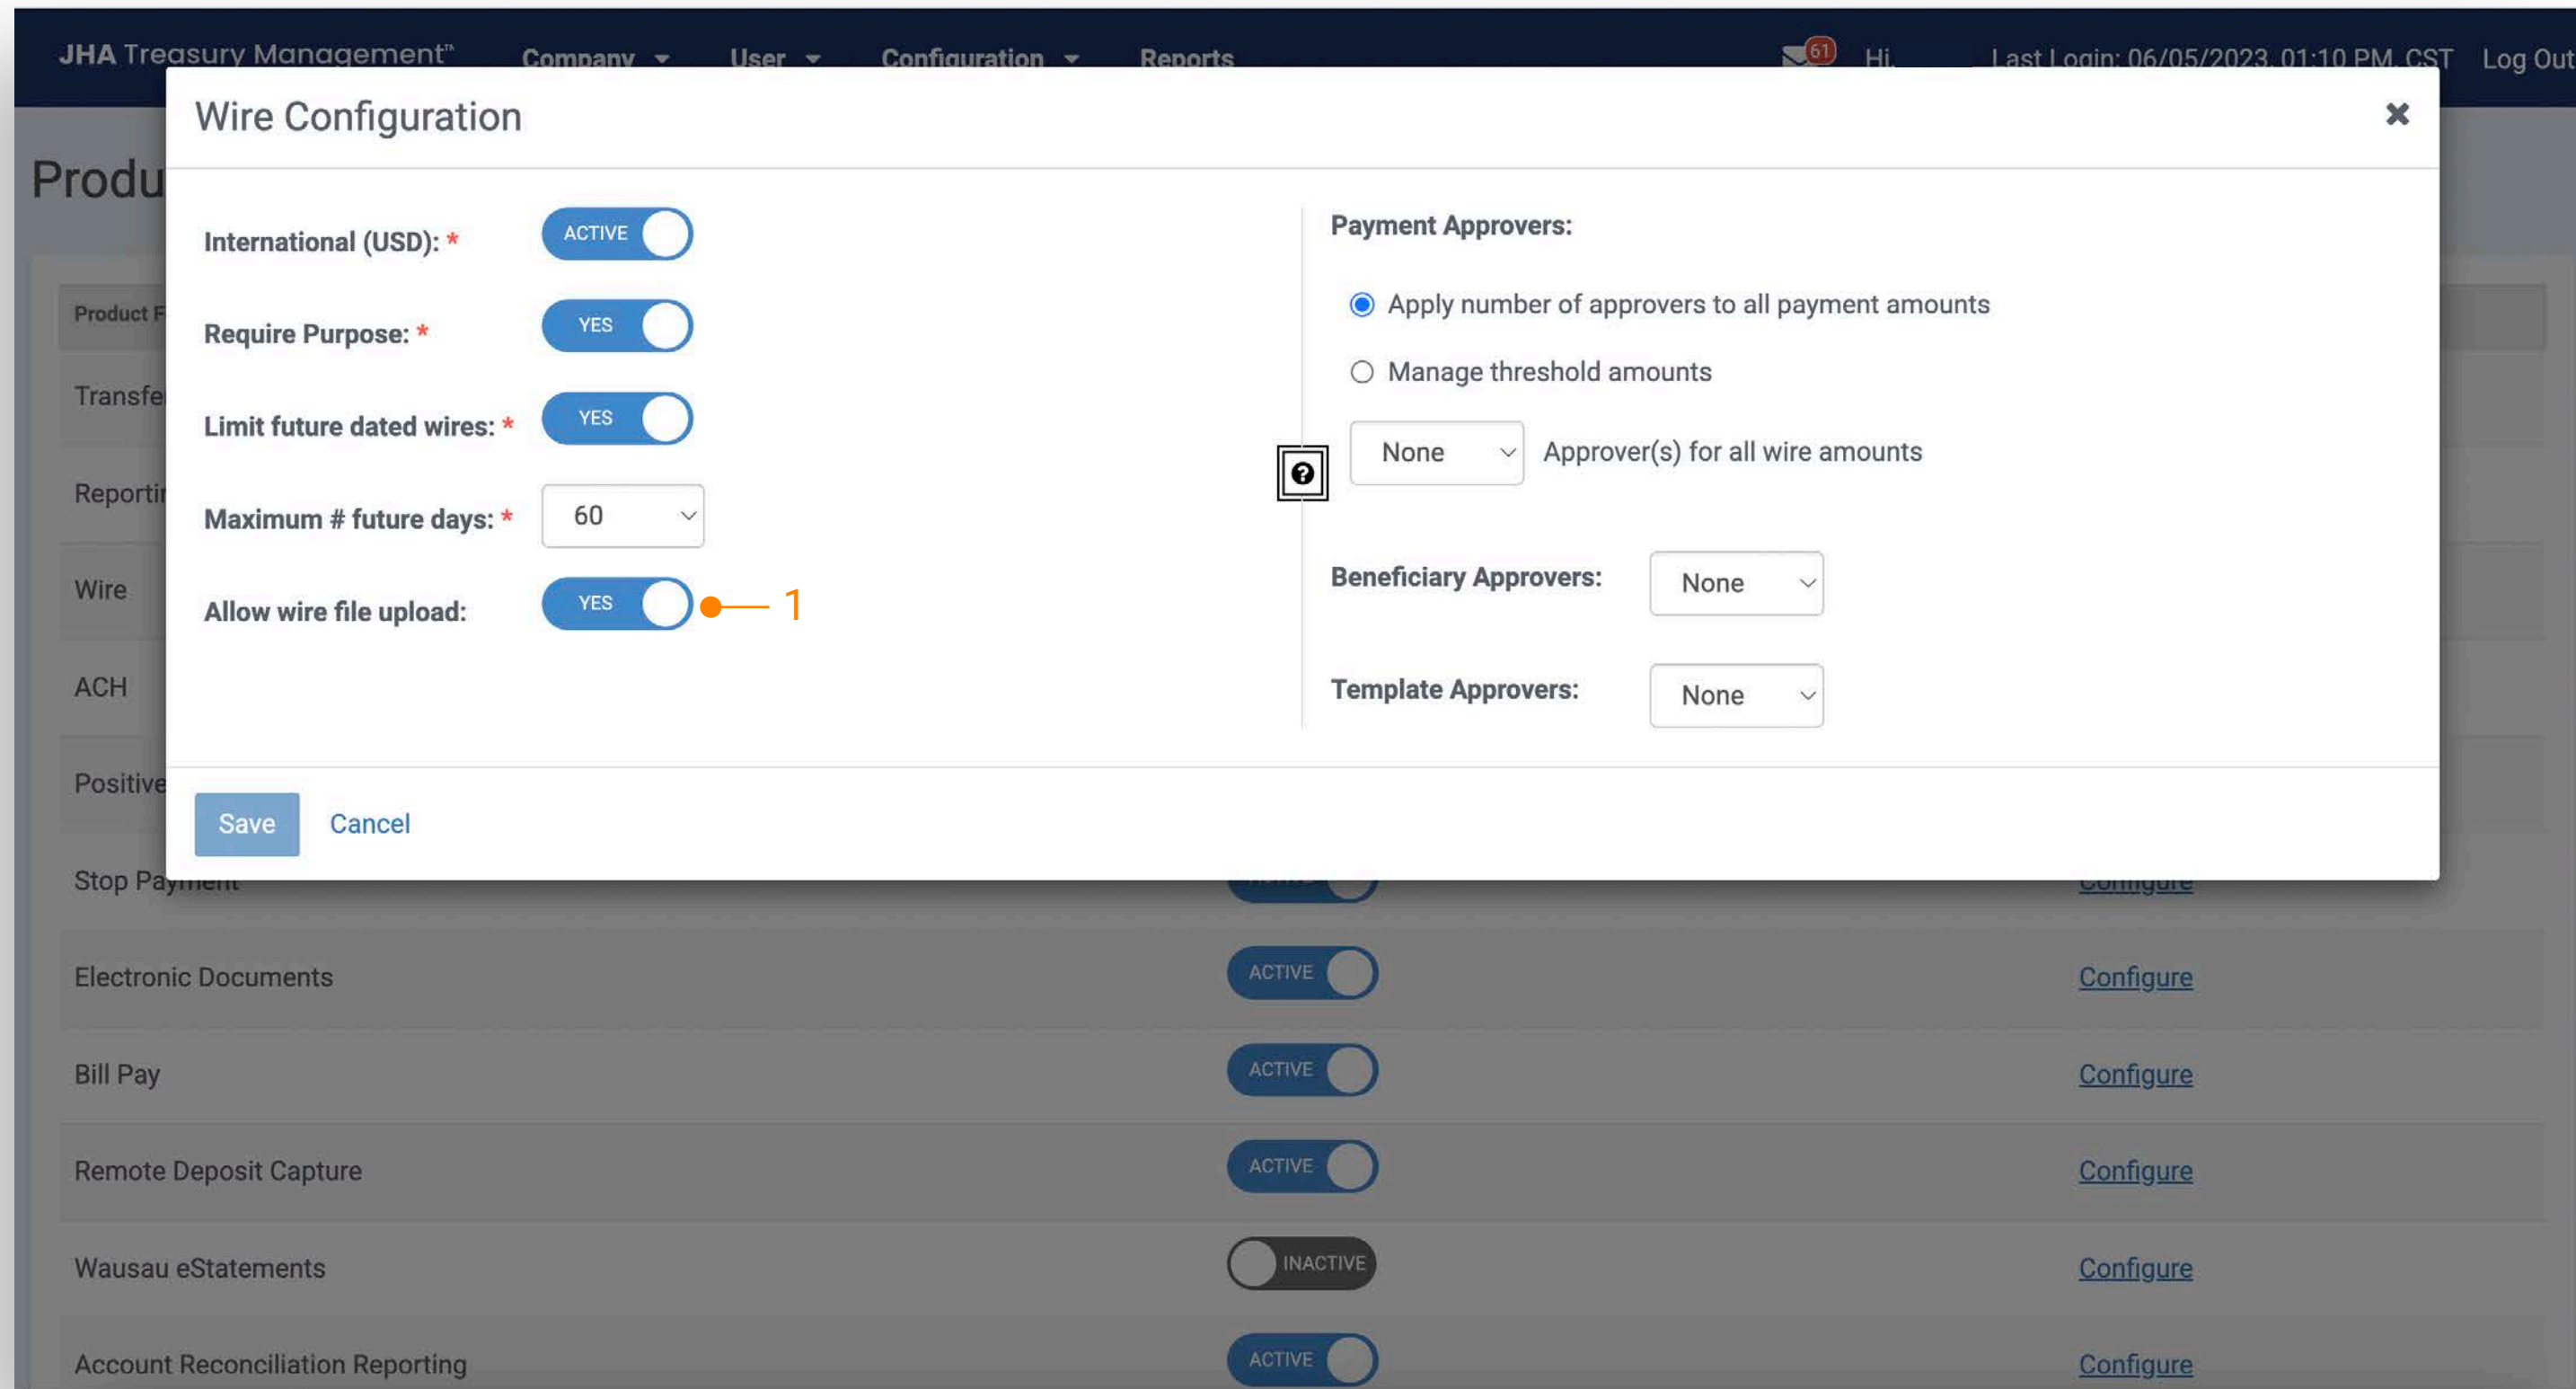 JHA Treasury Management™ Company User Configuration Reports 61 Hi, Last Login: 06/05/2023, 01:10 PM, CST Log Out
Wire Configuration
Produ
International (USD): * ACTIVE
Require Purpose: * YES
Limit future dated wires: * YES
Maximum # future days: * 60
Allow wire file upload: YES 1
Payment Approvers:
Apply number of approvers to all payment amounts
Manage threshold amounts
None Approver(s) for all wire amounts
Beneficiary Approvers: None
Template Approvers: None
Save Cancel
Product F
Transfe
Reportin
Wire
ACH
Positive
Stop Payment Configure
Electronic Documents ACTIVE Configure
Bill Pay ACTIVE Configure
Remote Deposit Capture ACTIVE Configure
Wausau eStatements INACTIVE Configure
Account Reconciliation Reporting ACTIVE Configure